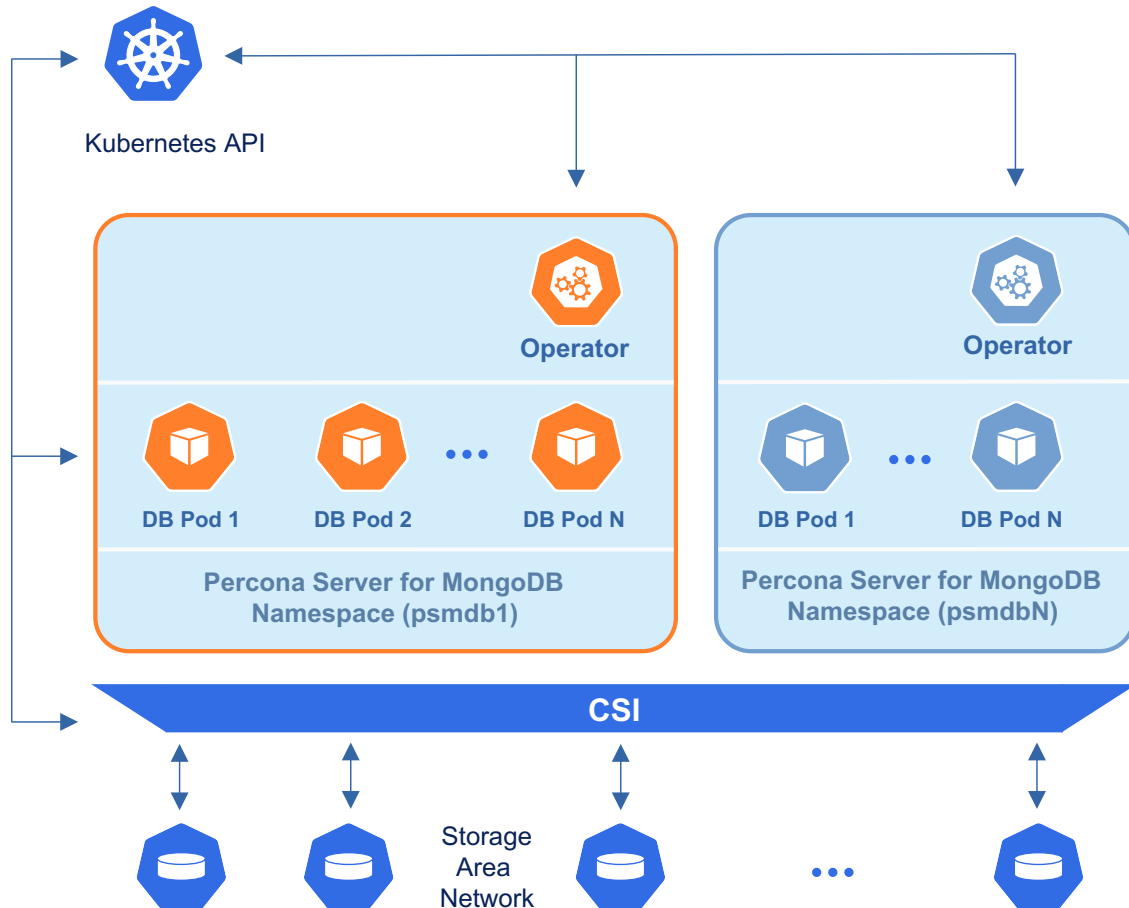 Kubernetes API
Operator
Operator
DB Pod 1
DB Pod 2
DB Pod N
DB Pod 1
DB Pod N
Percona Server for MongoDB
Namespace (psmdb1)
Percona Server for MongoDB
Namespace (psmdbN)
CSI
Storage
Area
Network